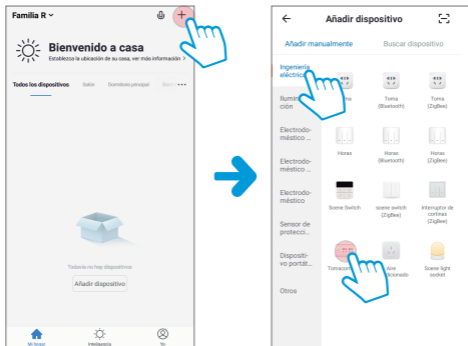 Familia R
Bienvenido a casa
Establezca la ubicación de su casa, ver más información >
Todos los dispositivos Salón Dormitorio principal
Todavía no hay dispositivos
Añadir dispositivo
Mi hogar Inteligencia Yo
Añadir dispositivo
Añadir manualmente Buscar dispositivo
Ingeniería
eléctrica
Toma
(Bluetooth)
Toma
(ZigBee)
Ilumin
ción
Electrodo-
méstico ...
Horas
Horas
(Bluetooth)
Horas
(ZigBee)
Electrodo-
méstico ...
Electrodo-
méstico
Scene Switch
scene switch
(ZigBee)
Interruptor de
cortinas
(ZigBee)
Sensor de
protecci...
Dispositi-
vo portát...
Aire
Scene light
socket
Otros